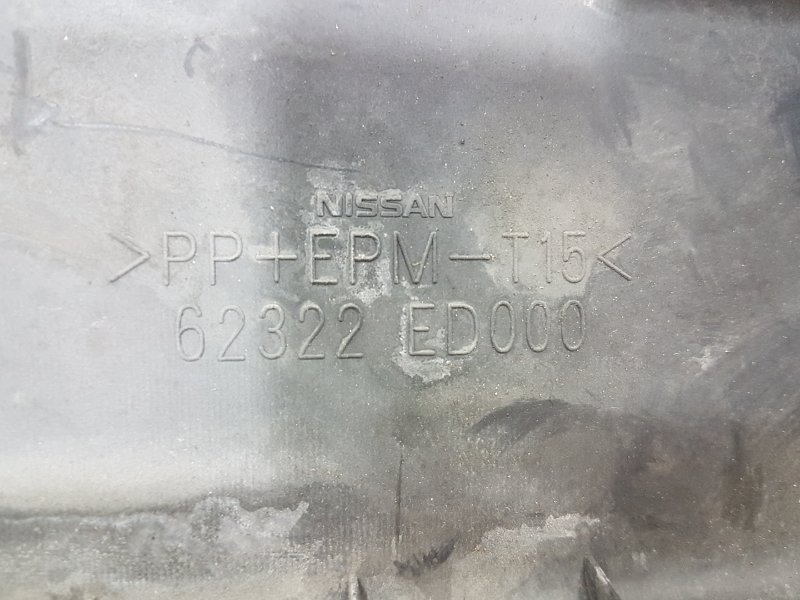 NISSAN
>PP+EPM-T15<
62322 ED000